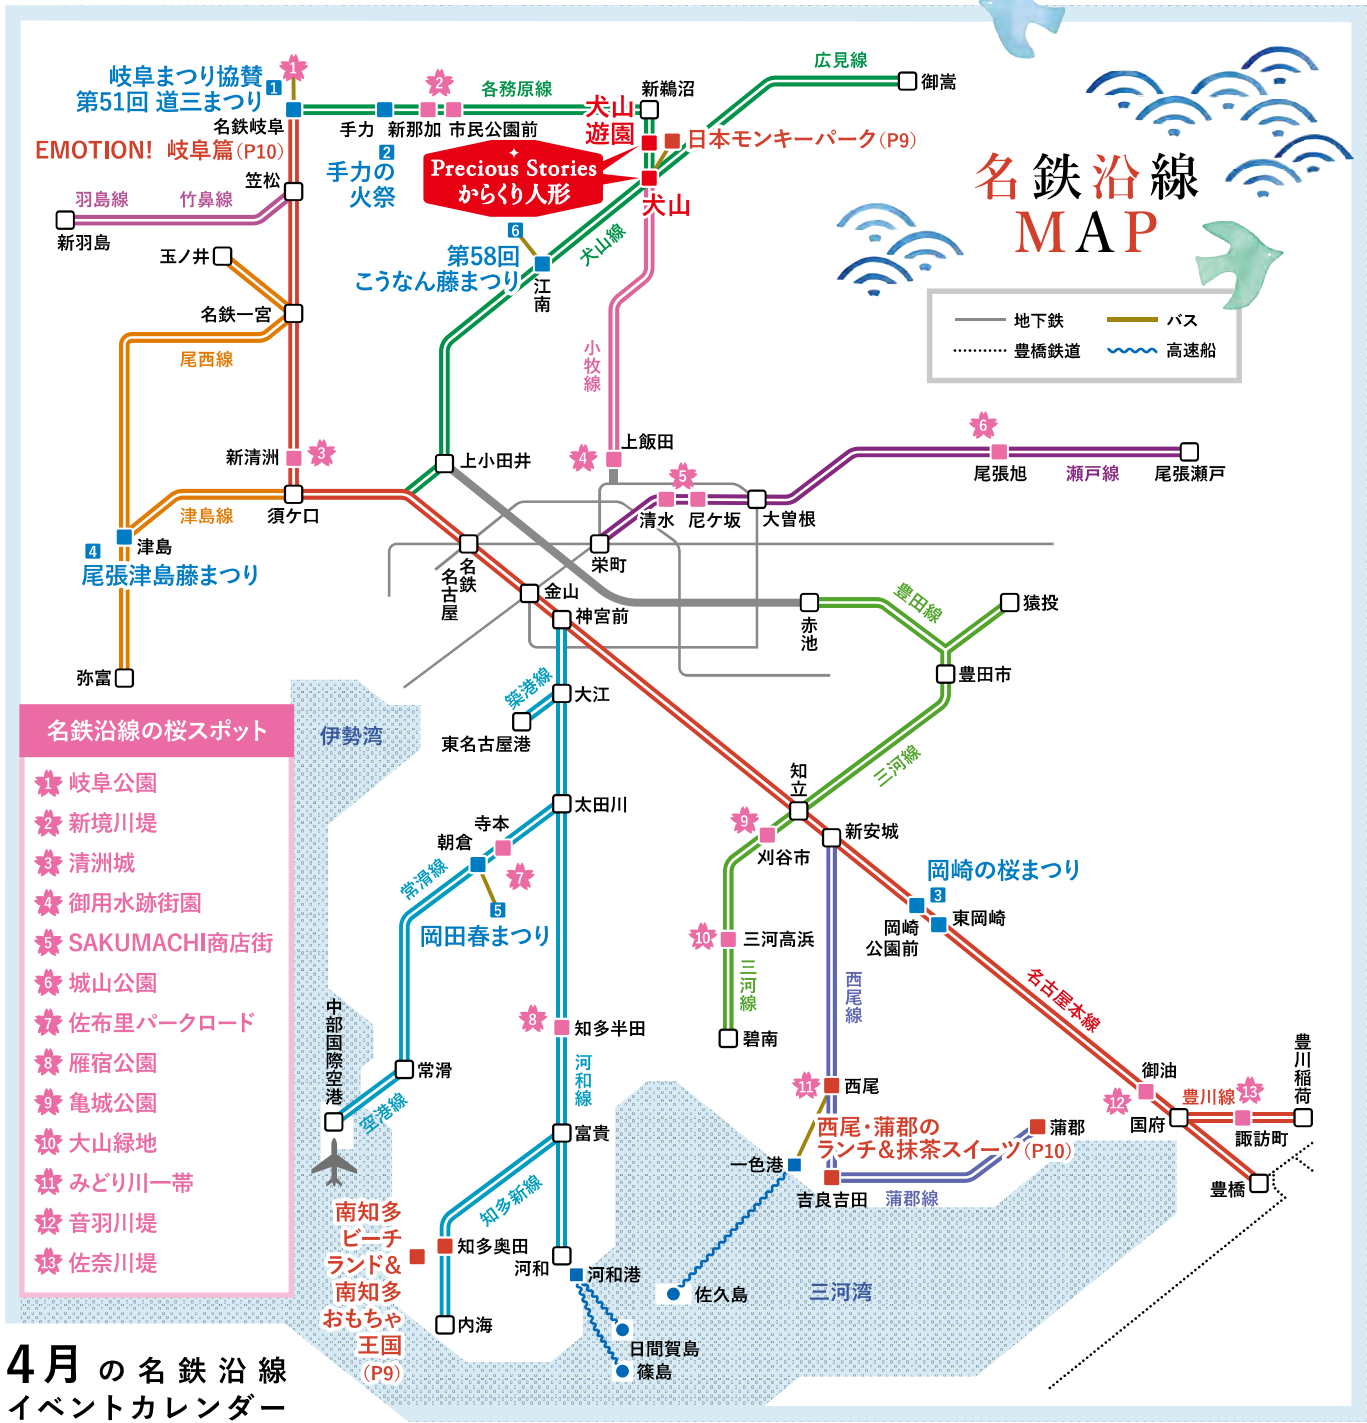 名鉄沿線
MAP
地下鉄
バス
豊橋鉄道
高速船
岐阜まつり協賛
第51回 道三まつり
1
1
名鉄岐阜
EMOTION! 岐阜篇(P10)
手力
新那加
市民公園前
2
各務原線
2
手力の
火祭
犬山
遊園
新鵜沼
広見線
御嵩
日本モンキーパーク(P9)
Precious Stories
からくり人形
犬山
笠松
羽島線
竹鼻線
新羽島
玉ノ井
名鉄一宮
尾西線
6
第58回
こうなん藤まつり
江南
犬山線
小牧線
新清洲
3
上小田井
4
上飯田
5
清水
尼ケ坂
大曽根
6
尾張旭
瀬戸線
尾張瀬戸
津島線
須ケ口
津島
4
尾張津島藤まつり
弥富
名鉄
名古屋
栄町
金山
神宮前
赤池
豊田線
猿投
豊田市
三河線
築港線
大江
東名古屋港
伊勢湾
名鉄沿線の桜スポット
1 岐阜公園
2 新境川堤
3 清洲城
4 御用水跡街園
5 SAKUMACHI商店街
6 城山公園
7 佐布里パークロード
8 雁宿公園
9 亀城公園
10 大山緑地
11 みどり川一帯
12 音羽川堤
13 佐奈川堤
太田川
寺本
朝倉
7
常滑線
5
岡田春まつり
知立
新安城
9
刈谷市
10
三河高浜
三河線
碧南
岡崎の桜まつり
3
岡崎
公園前
東岡崎
名古屋本線
西尾線
8
知多半田
河和線
中部国際空港
常滑
空港線
富貴
知多新線
11
西尾
西尾・蒲郡の
ランチ&抹茶スイーツ(P10)
蒲郡
一色港
吉良吉田
蒲郡線
御油
12
豊川線
13
豊川稲荷
国府
諏訪町
豊橋
南知多
ビーチ
ランド&
南知多
おもちゃ
王国
(P9)
知多奥田
内海
河和
河和港
佐久島
三河湾
日間賀島
篠島
4月の名鉄沿線
イベントカレンダー